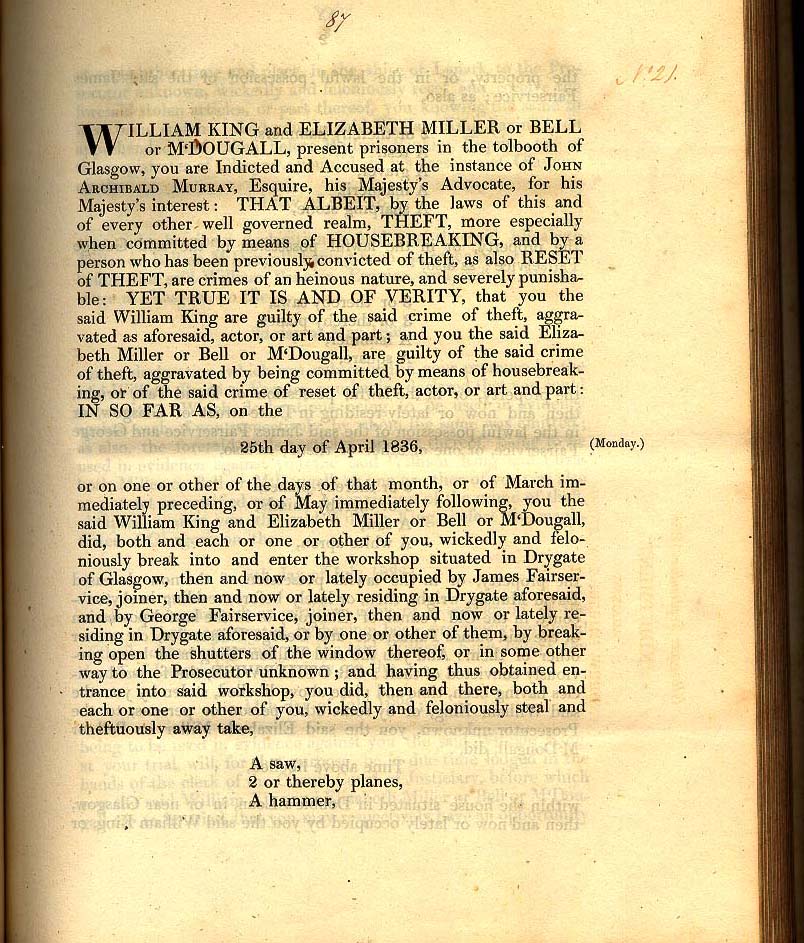 87
No. 21.
WILLIAM KING and ELIZABETH MILLER or BELL
or M‘DOUGALL, present prisoners in the tolbooth of
Glasgow, you are Indicted and Accused at the instance of JOHN
ARCHIBALD MURRAY, Esquire, his Majesty's Advocate, for his
Majesty's interest: THAT ALBEIT, by the laws of this and
of every other well governed realm, THEFT, more especially
when committed by means of HOUSEBREAKING, and by a
person who has been previously convicted of theft, as also RESET
of THEFT, are crimes of an heinous nature, and severely punisha-
ble: YET TRUE IT IS AND OF VERITY, that you the
said William King are guilty of the said crime of theft, aggra-
vated as aforesaid, actor, or art and part; and you the said Eliza-
beth Miller or Bell or M‘Dougall, are guilty of the said crime
of theft, aggravated by being committed by means of housebreak-
ing, or of the said crime of reset of theft, actor, or art and part:
IN SO FAR AS, on the
25th day of April 1836,
(Monday.)
or on one or other of the days of that month, or of March im-
mediately preceding, or of May immediately following, you the
said William King and Elizabeth Miller or Bell or M‘Dougall,
did, both and each or one or other of you, wickedly and felo-
niously break into and enter the workshop situated in Drygate
of Glasgow, then and now or lately occupied by James Fairser-
vice, joiner, then and now or lately residing in Drygate aforesaid,
and by George Fairservice, joiner, then and now or lately re-
siding in Drygate aforesaid, or by one or other of them, by break-
ing open the shutters of the window thereof, or in some other
way to the Prosecutor unknown; and having thus obtained en-
trance into said workshop, you did, then and there, both and
each or one or other of you, wickedly and feloniously steal and
theftuously away take,
A saw,
2 or thereby planes,
A hammer,